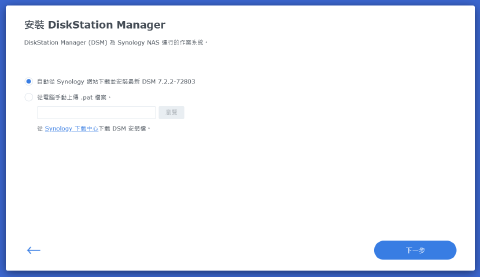 安裝 DiskStation Manager
DiskStation Manager (DSM) 為 Synology NAS 運行的作業系統。
自動從 Synology 網站下載並安裝最新 DSM 7.2.2-72803
從電腦手動上傳 .pat 檔案。
瀏覽
從 Synology 下載中心下載 DSM 安裝檔。
下一步